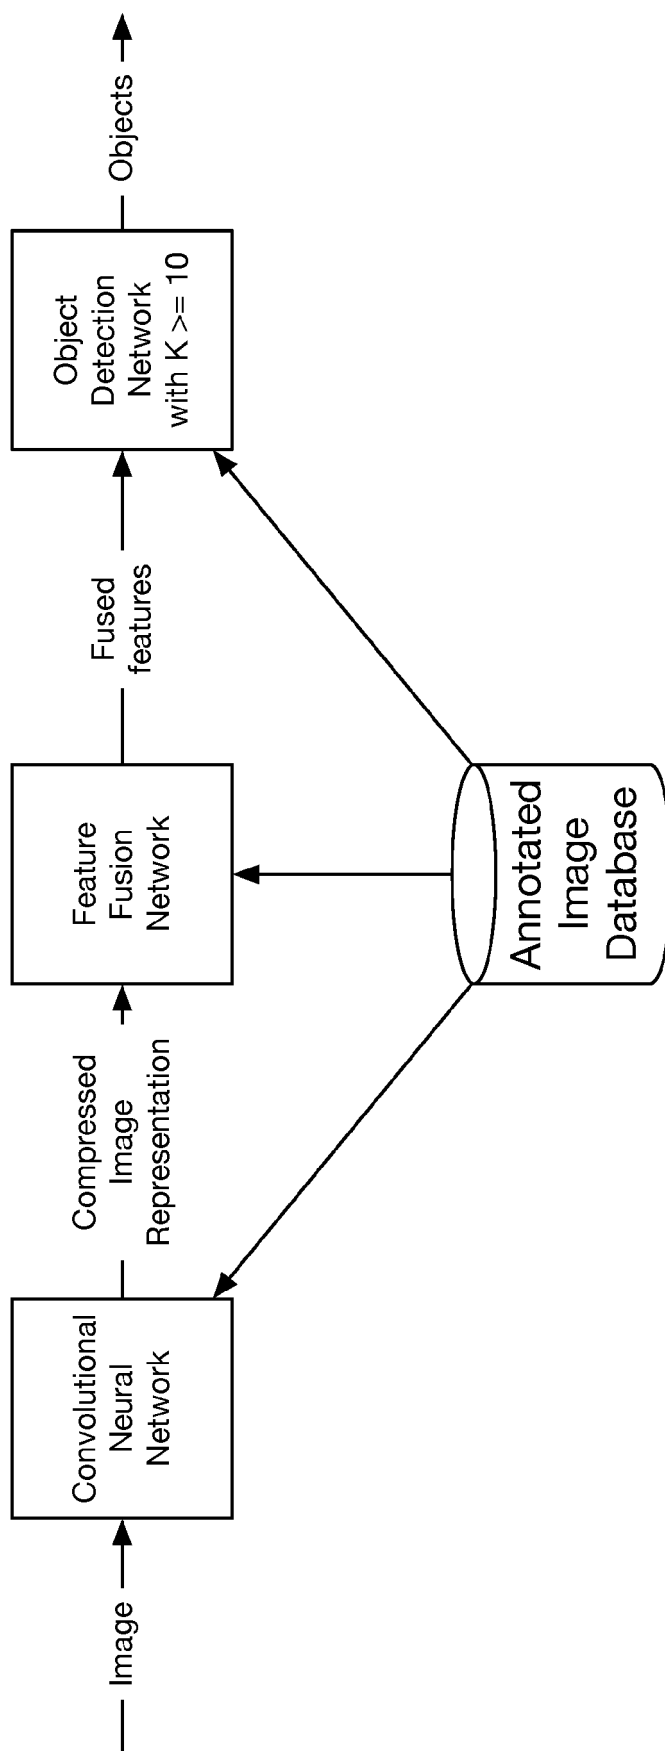 Image
Convolutional
Neural
Network
Compressed
Image
Representation
Feature
Fusion
Network
Fused
features
Object
Detection
Network
with K >= 10
Objects
Annotated
Image
Database